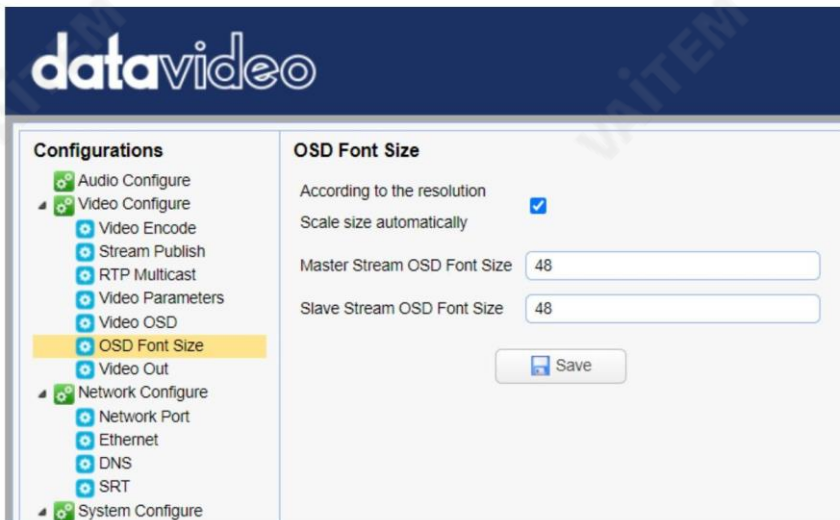 datavideo
Configurations
Audio Configure
Video Configure
Video Encode
Stream Publish
RTP Multicast
Video Parameters
Video OSD
OSD Font Size
Video Out
Network Configure
Network Port
Ethernet
DNS
SRT
System Configure
OSD Font Size
According to the resolution
Scale size automatically
Master Stream OSD Font Size 48
Slave Stream OSD Font Size 48
Save
VAITEM
VAITEM